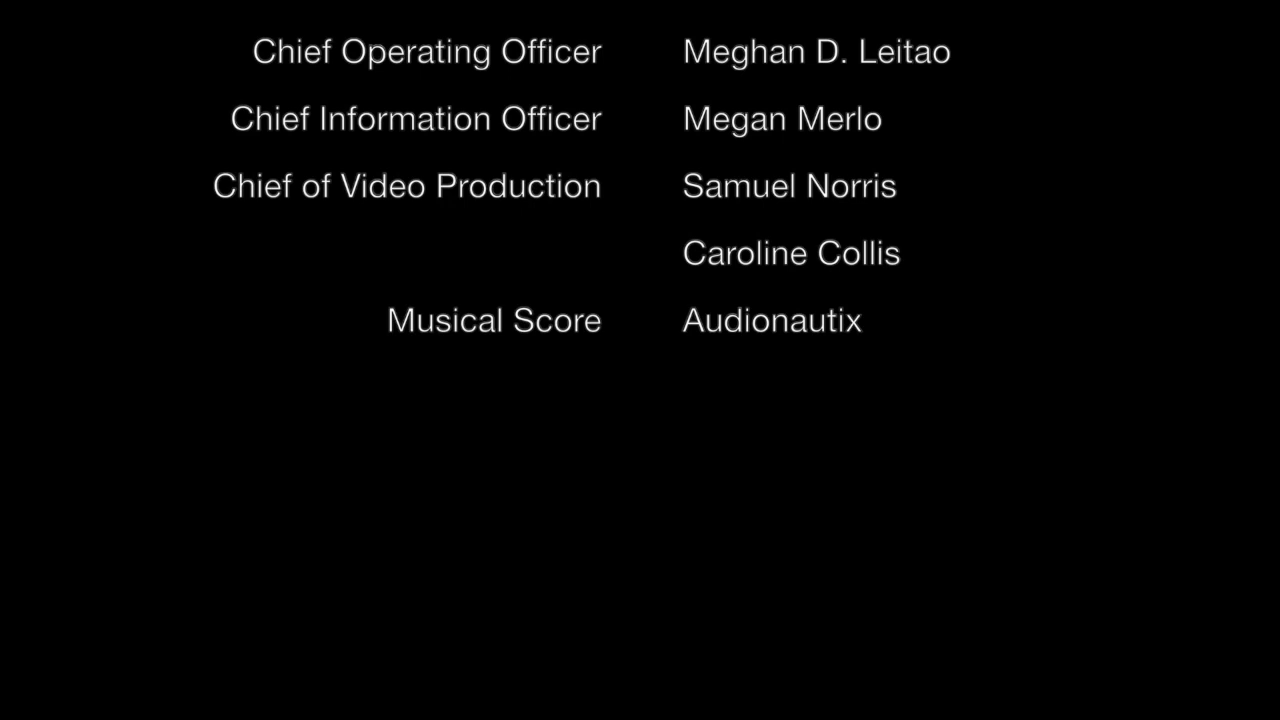 Chief Operating Officer Meghan D. Leitao
Chief Information Officer Megan Merlo
Chief of Video Production Samuel Norris
Caroline Collis
Musical Score Audionautix